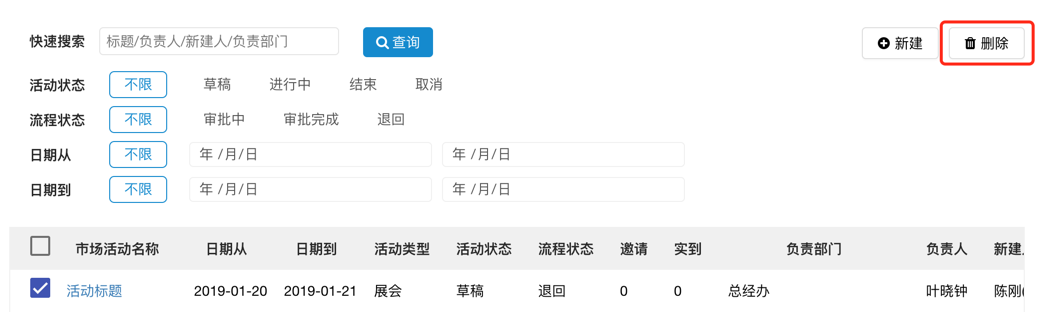 快速搜索 标题/负责人/新建人/负责部门 查询 新建 删除
活动状态 不限 草稿 进行中 结束 取消
流程状态 不限 审批中 审批完成 退回
日期从 不限 年 /月/日 年 /月/日
日期到 不限 年 /月/日 年 /月/日
市场活动名称 日期从 日期到 活动类型 活动状态 流程状态 邀请 实到 负责部门 负责人 新建
活动标题 2019-01-20 2019-01-21 展会 草稿 退回 0 0 总经办 叶晓钟 陈刚(